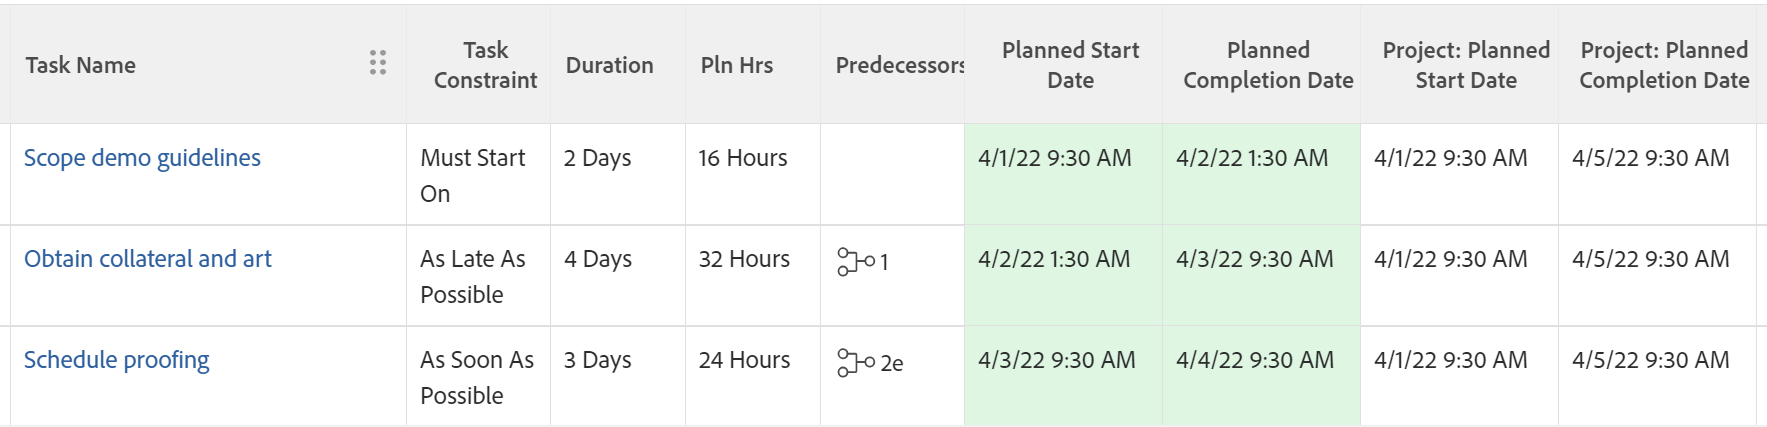 Task Name
Task
Constraint
Duration
Pln Hrs
Predecessors
Planned Start
Date
Planned
Completion Date
Project: Planned
Start Date
Project: Planned
Completion Date
Scope demo guidelines
Must Start
On
2 Days
16 Hours
4/1/22 9:30 AM
4/2/22 1:30 AM
4/1/22 9:30 AM
4/5/22 9:30 AM
Obtain collateral and art
As Late As
Possible
4 Days
32 Hours
1
4/2/22 1:30 AM
4/3/22 9:30 AM
4/1/22 9:30 AM
4/5/22 9:30 AM
Schedule proofing
As Soon As
Possible
3 Days
24 Hours
2e
4/3/22 9:30 AM
4/4/22 9:30 AM
4/1/22 9:30 AM
4/5/22 9:30 AM